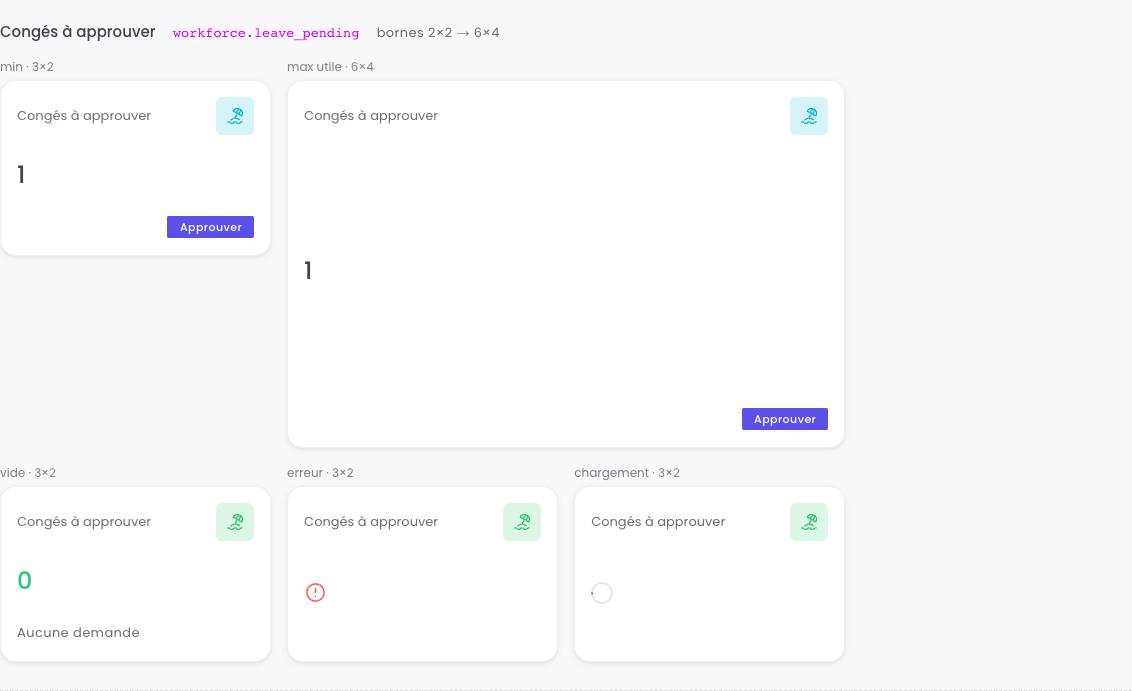 Congés à approuver workforce.leave_pending bornes 2×2 → 6×4
min · 3×2
max utile · 6×4
Congés à approuver
1
Approuver
Congés à approuver
1
Approuver
vide · 3×2
erreur · 3×2
chargement · 3×2
Congés à approuver
0
Aucune demande
Congés à approuver
Congés à approuver